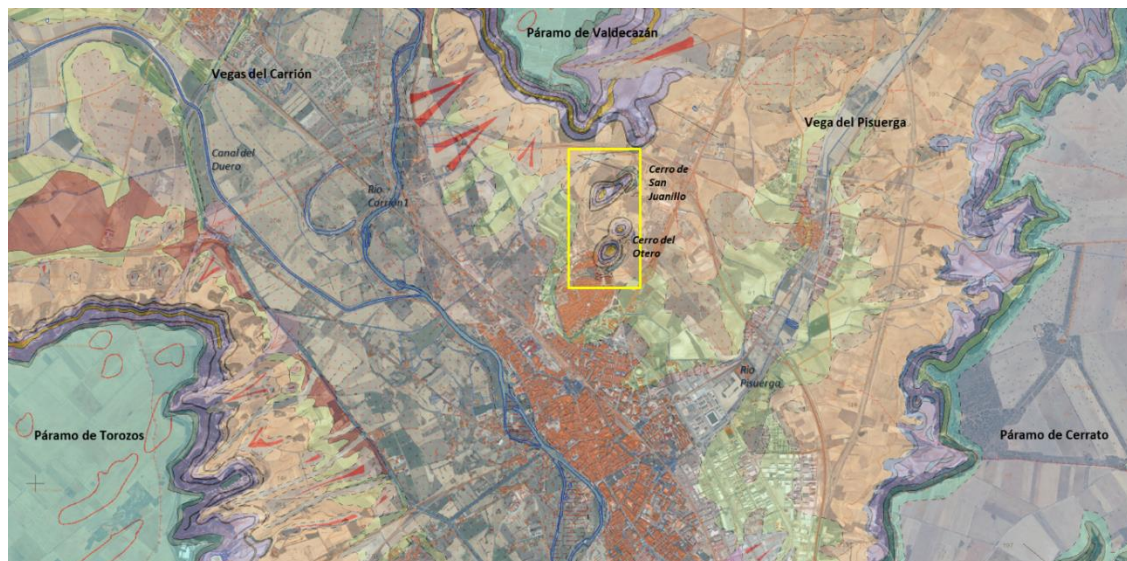 Páramo de Valdecazán
Vegas del Carrión
Vega del Pisuerga
Canal del
Duero
Cerro de
San
Juanillo
Río
Carrión1
Cerro del
Otero
Río
Pisuerga
Páramo de Torozos
Páramo de Cerrato